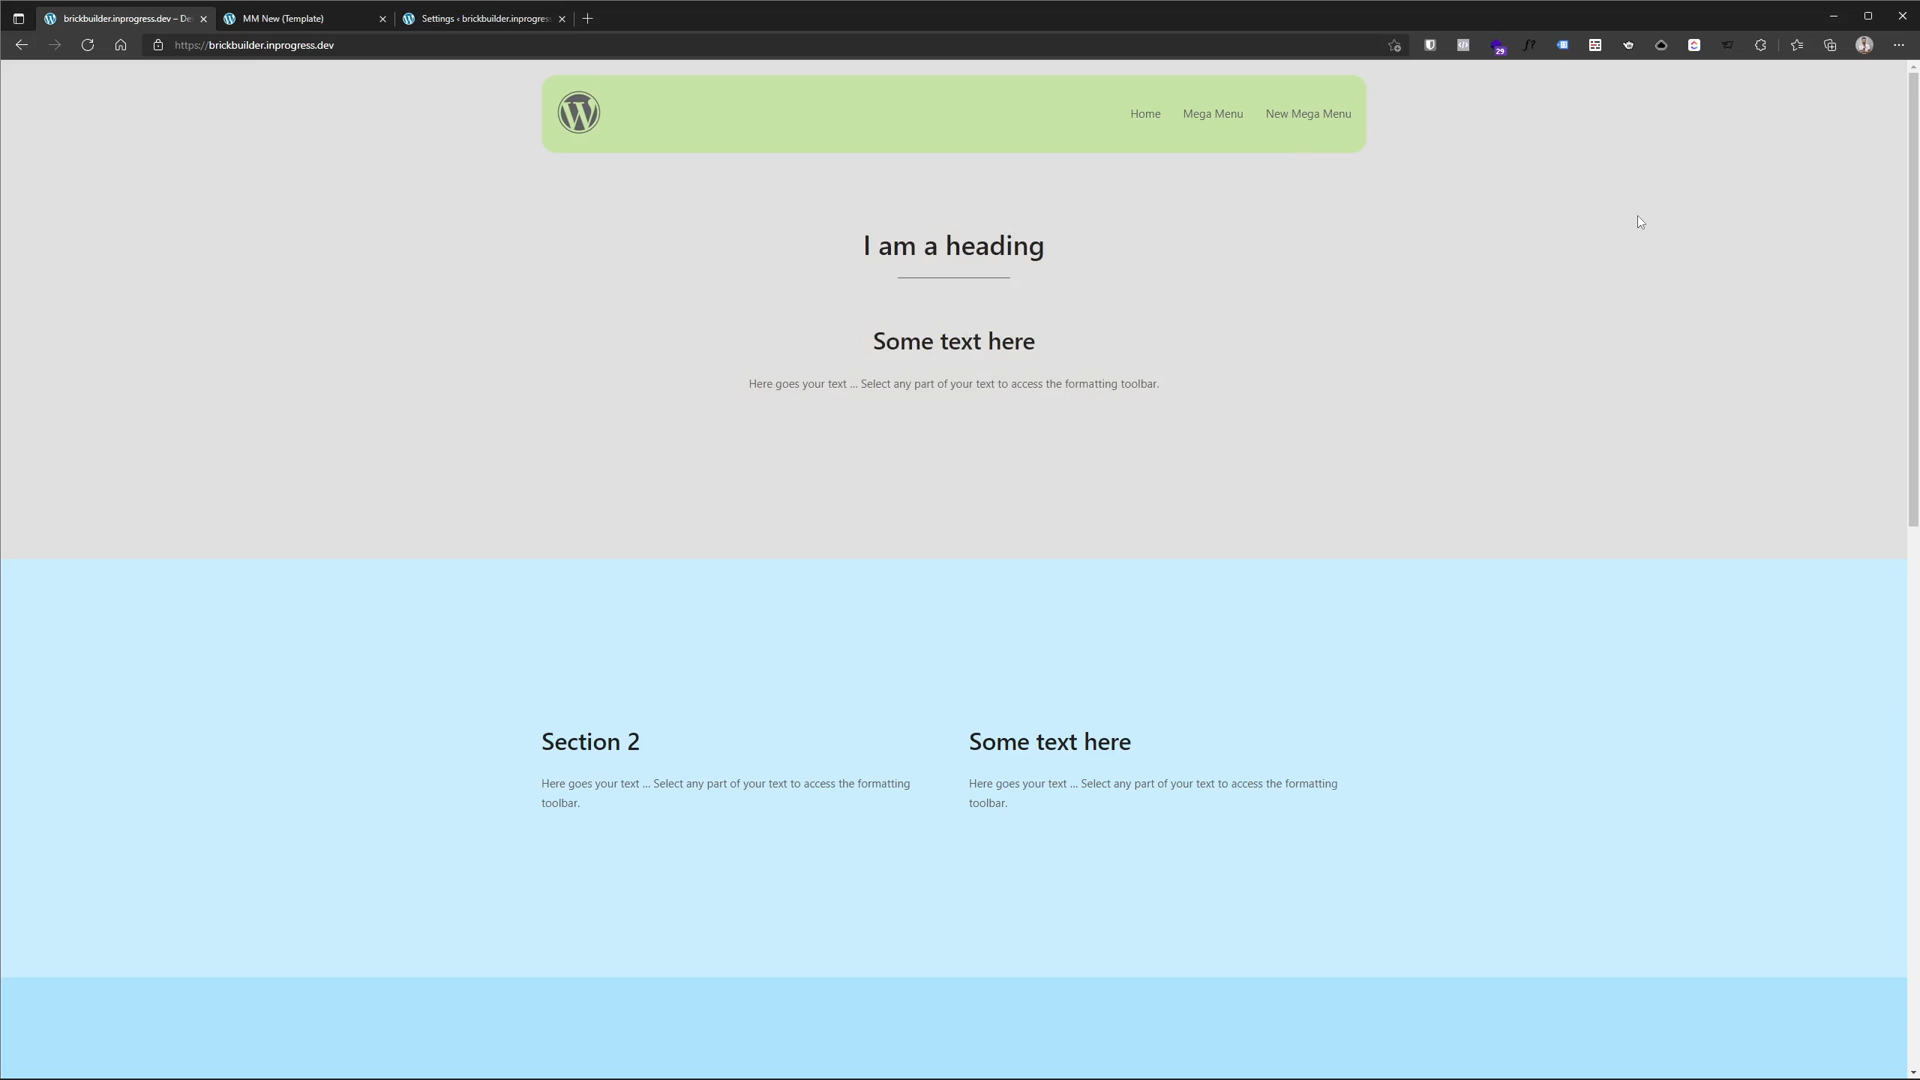 brickbuilder.inprogress.dev – De
MM New (Template)
Settings ‹ brickbuilder.inprogress
https://brickbuilder.inprogress.dev
29
Home
Mega Menu
New Mega Menu
I am a heading
Some text here
Here goes your text ... Select any part of your text to access the formatting toolbar.
Section 2
Here goes your text ... Select any part of your text to access the formatting
toolbar.
Some text here
Here goes your text ... Select any part of your text to access the formatting
toolbar.